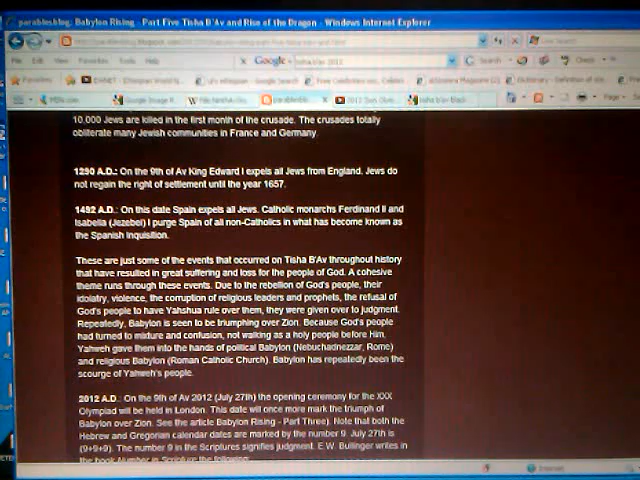 parablesblog: Babylon Rising - Part Five Tisha B'Av and Rise of the Dragon - Windows Internet Explorer
File Edit View Favorites Tools Help
Google
Search
Favorites
10,000 Jews are killed in the first month of the crusade. The crusades totally
obliterate many Jewish communities in France and Germany.
1290 A.D.: On the 9th of Av King Edward I expels all Jews from England. Jews do
not regain the right of settlement until the year 1657.
1492 A.D.: On this date Spain expels all Jews. Catholic monarchs Ferdinand II and
Isabella (Jezebel) I purge Spain of all non-Catholics in what has become known as
the Spanish Inquisition.
These are just some of the events that occurred on Tisha B'Av throughout history
that have resulted in great suffering and loss for the people of God. A cohesive
theme runs through these events. Due to the rebellion of God's people, their
idolatry, violence, the corruption of religious leaders and prophets, the refusal of
God's people to have Yahshua rule over them, they were given over to judgment.
Repeatedly, Babylon is seen to be triumphing over Zion. Because God's people
had turned to mixture and confusion, not walking as a holy people before Him,
Yahweh gave them into the hands of political Babylon (Nebuchadnezzar, Rome)
and religious Babylon (Roman Catholic Church). Babylon has repeatedly been the
scourge of Yahweh's people.
2012 A.D.: On the 9th of Av 2012 (July 27th) the opening ceremony for the XXX
Olympiad will be held in London. This date will once more mark the triumph of
Babylon over Zion. See the article Babylon Rising - Part Three). Note that both the
Hebrew and Gregorian calendar dates are marked by the number 9. July 27th is
(9+9+9). The number 9 in the Scriptures signifies judgment. E.W. Bullinger writes in
the book Number in Scripture the following:
Internet